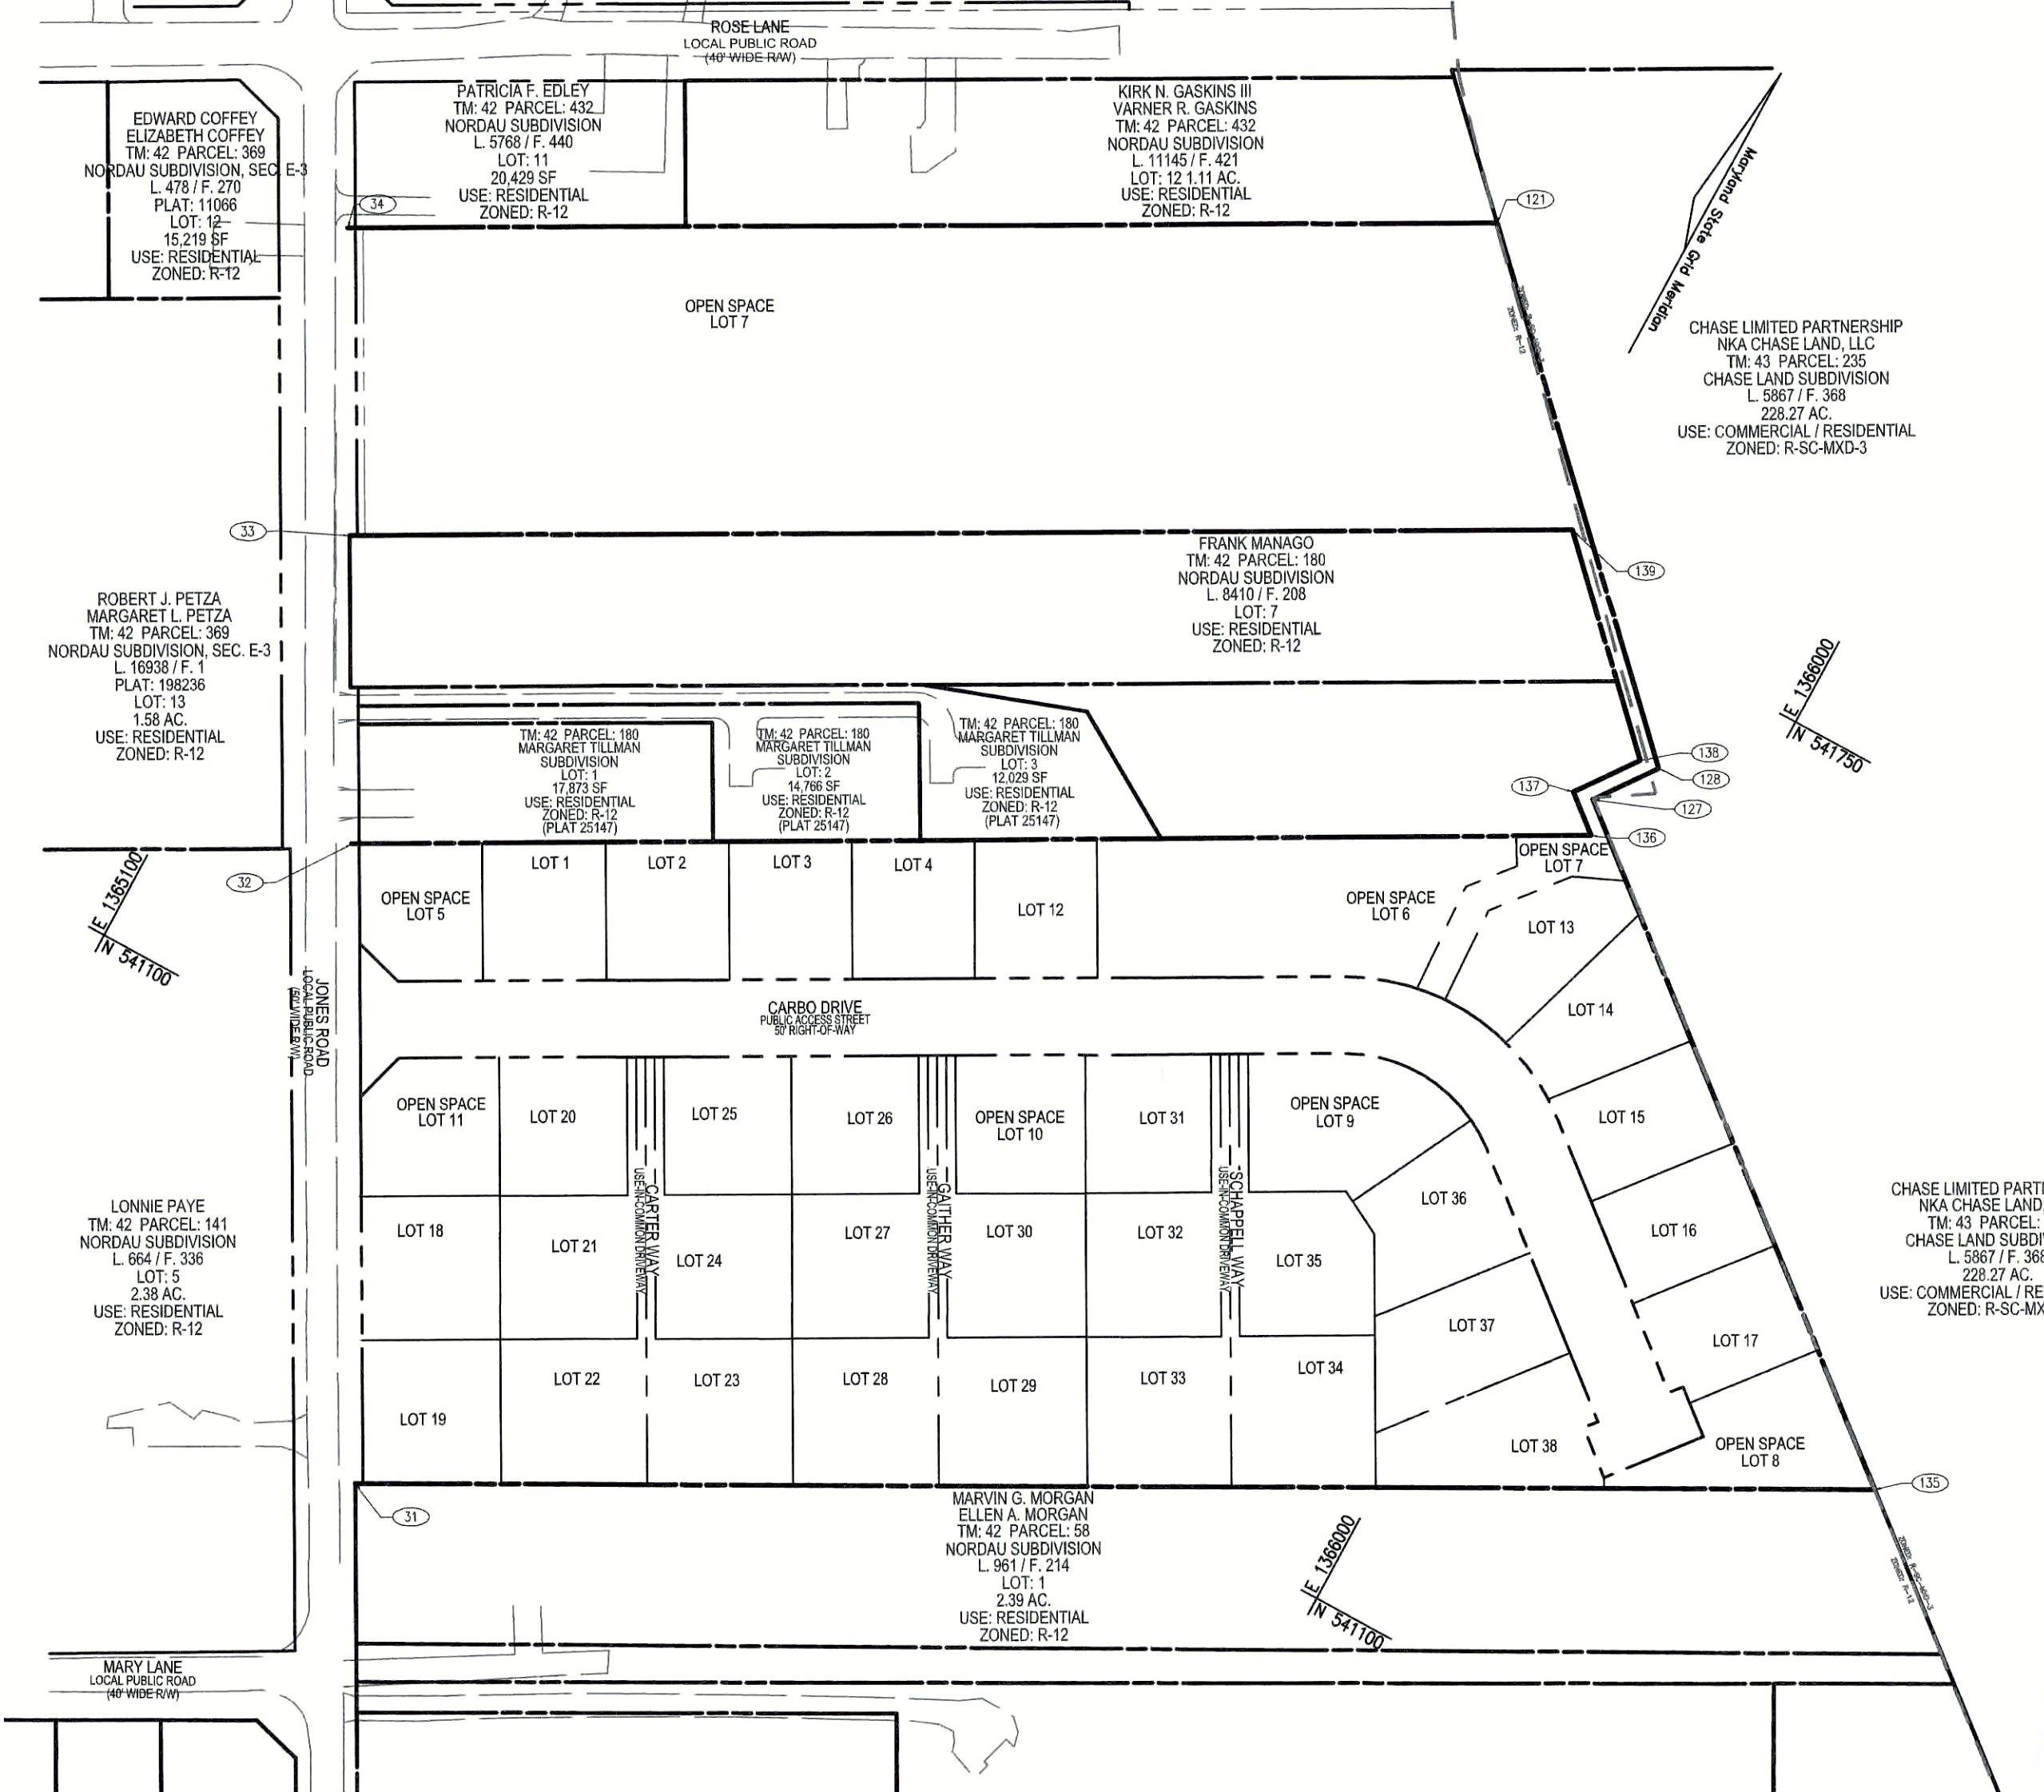 ROSE LANE
LOCAL PUBLIC ROAD
(40' WIDE R/W)
EDWARD COFFEY
ELIZABETH COFFEY
TM: 42 PARCEL: 369
NORDAU SUBDIVISION, SEC. E-3
L. 478 / F. 270
PLAT: 11066
LOT: 12
15,219 SF
USE: RESIDENTIAL
ZONED: R-12
PATRICIA F. EDLEY
TM: 42 PARCEL: 432
NORDAU SUBDIVISION
L. 5768 / F. 440
LOT: 11
20,429 SF
USE: RESIDENTIAL
ZONED: R-12
KIRK N. GASKINS III
VARNER R. GASKINS
TM: 42 PARCEL: 432
NORDAU SUBDIVISION
L. 11145 / F. 421
LOT: 12 1.11 AC.
USE: RESIDENTIAL
ZONED: R-12
34
121
Maryland State Grid Meridian
OPEN SPACE
LOT 7
ZONED: R-SC-MXD-3
ZONED: R-12
CHASE LIMITED PARTNERSHIP
NKA CHASE LAND, LLC
TM: 43 PARCEL: 235
CHASE LAND SUBDIVISION
L. 5867 / F. 368
228.27 AC.
USE: COMMERCIAL / RESIDENTIAL
ZONED: R-SC-MXD-3
33
FRANK MANAGO
TM: 42 PARCEL: 180
NORDAU SUBDIVISION
L. 8410 / F. 208
LOT: 7
USE: RESIDENTIAL
ZONED: R-12
139
ROBERT J. PETZA
MARGARET L. PETZA
TM: 42 PARCEL: 369
NORDAU SUBDIVISION, SEC. E-3
L. 16938 / F. 1
PLAT: 198236
LOT: 13
1.58 AC.
USE: RESIDENTIAL
ZONED: R-12
E 1366000
N 541750
TM: 42 PARCEL: 180
MARGARET TILLMAN
SUBDIVISION
LOT: 1
17,873 SF
USE: RESIDENTIAL
ZONED: R-12
(PLAT 25147)
TM: 42 PARCEL: 180
MARGARET TILLMAN
SUBDIVISION
LOT: 2
14,766 SF
USE: RESIDENTIAL
ZONED: R-12
(PLAT 25147)
TM: 42 PARCEL: 180
MARGARET TILLMAN
SUBDIVISION
LOT: 3
12,029 SF
USE: RESIDENTIAL
ZONED: R-12
(PLAT 25147)
138
128
137
127
136
32
E 1365100
N 541100
OPEN SPACE
LOT 5
LOT 1
LOT 2
LOT 3
LOT 4
LOT 12
OPEN SPACE
LOT 6
OPEN SPACE
LOT 7
LOT 13
LOT 14
JONES ROAD
LOCAL PUBLIC ROAD
(50' WIDE R/W)
CARBO DRIVE
PUBLIC ACCESS STREET
50' RIGHT-OF-WAY
OPEN SPACE
LOT 11
LOT 20
LOT 25
LOT 26
OPEN SPACE
LOT 10
LOT 31
OPEN SPACE
LOT 9
LOT 15
CARTER WAY
USE-IN-COMMON DRIVEWAY
GAITHER WAY
USE-IN-COMMON DRIVEWAY
SCHAPPELL WAY
USE-IN-COMMON DRIVEWAY
LOT 36
LOT 16
LOT 18
LOT 21
LOT 24
LOT 27
LOT 30
LOT 32
LOT 35
LONNIE PAYE
TM: 42 PARCEL: 141
NORDAU SUBDIVISION
L. 664 / F. 336
LOT: 5
2.38 AC.
USE: RESIDENTIAL
ZONED: R-12
CHASE LIMITED PARTI
NKA CHASE LAND,
TM: 43 PARCEL:
CHASE LAND SUBDI
L. 5867 / F. 368
228.27 AC.
USE: COMMERCIAL / RE
ZONED: R-SC-MX
LOT 37
LOT 17
LOT 19
LOT 22
LOT 23
LOT 28
LOT 29
LOT 33
LOT 34
LOT 38
OPEN SPACE
LOT 8
135
31
MARVIN G. MORGAN
ELLEN A. MORGAN
TM: 42 PARCEL: 58
NORDAU SUBDIVISION
L. 961 / F. 214
LOT: 1
2.39 AC.
USE: RESIDENTIAL
ZONED: R-12
E 1366000
N 541100
ZONED: R-SC-MXD-3
ZONED: R-12
MARY LANE
LOCAL PUBLIC ROAD
(40' WIDE R/W)